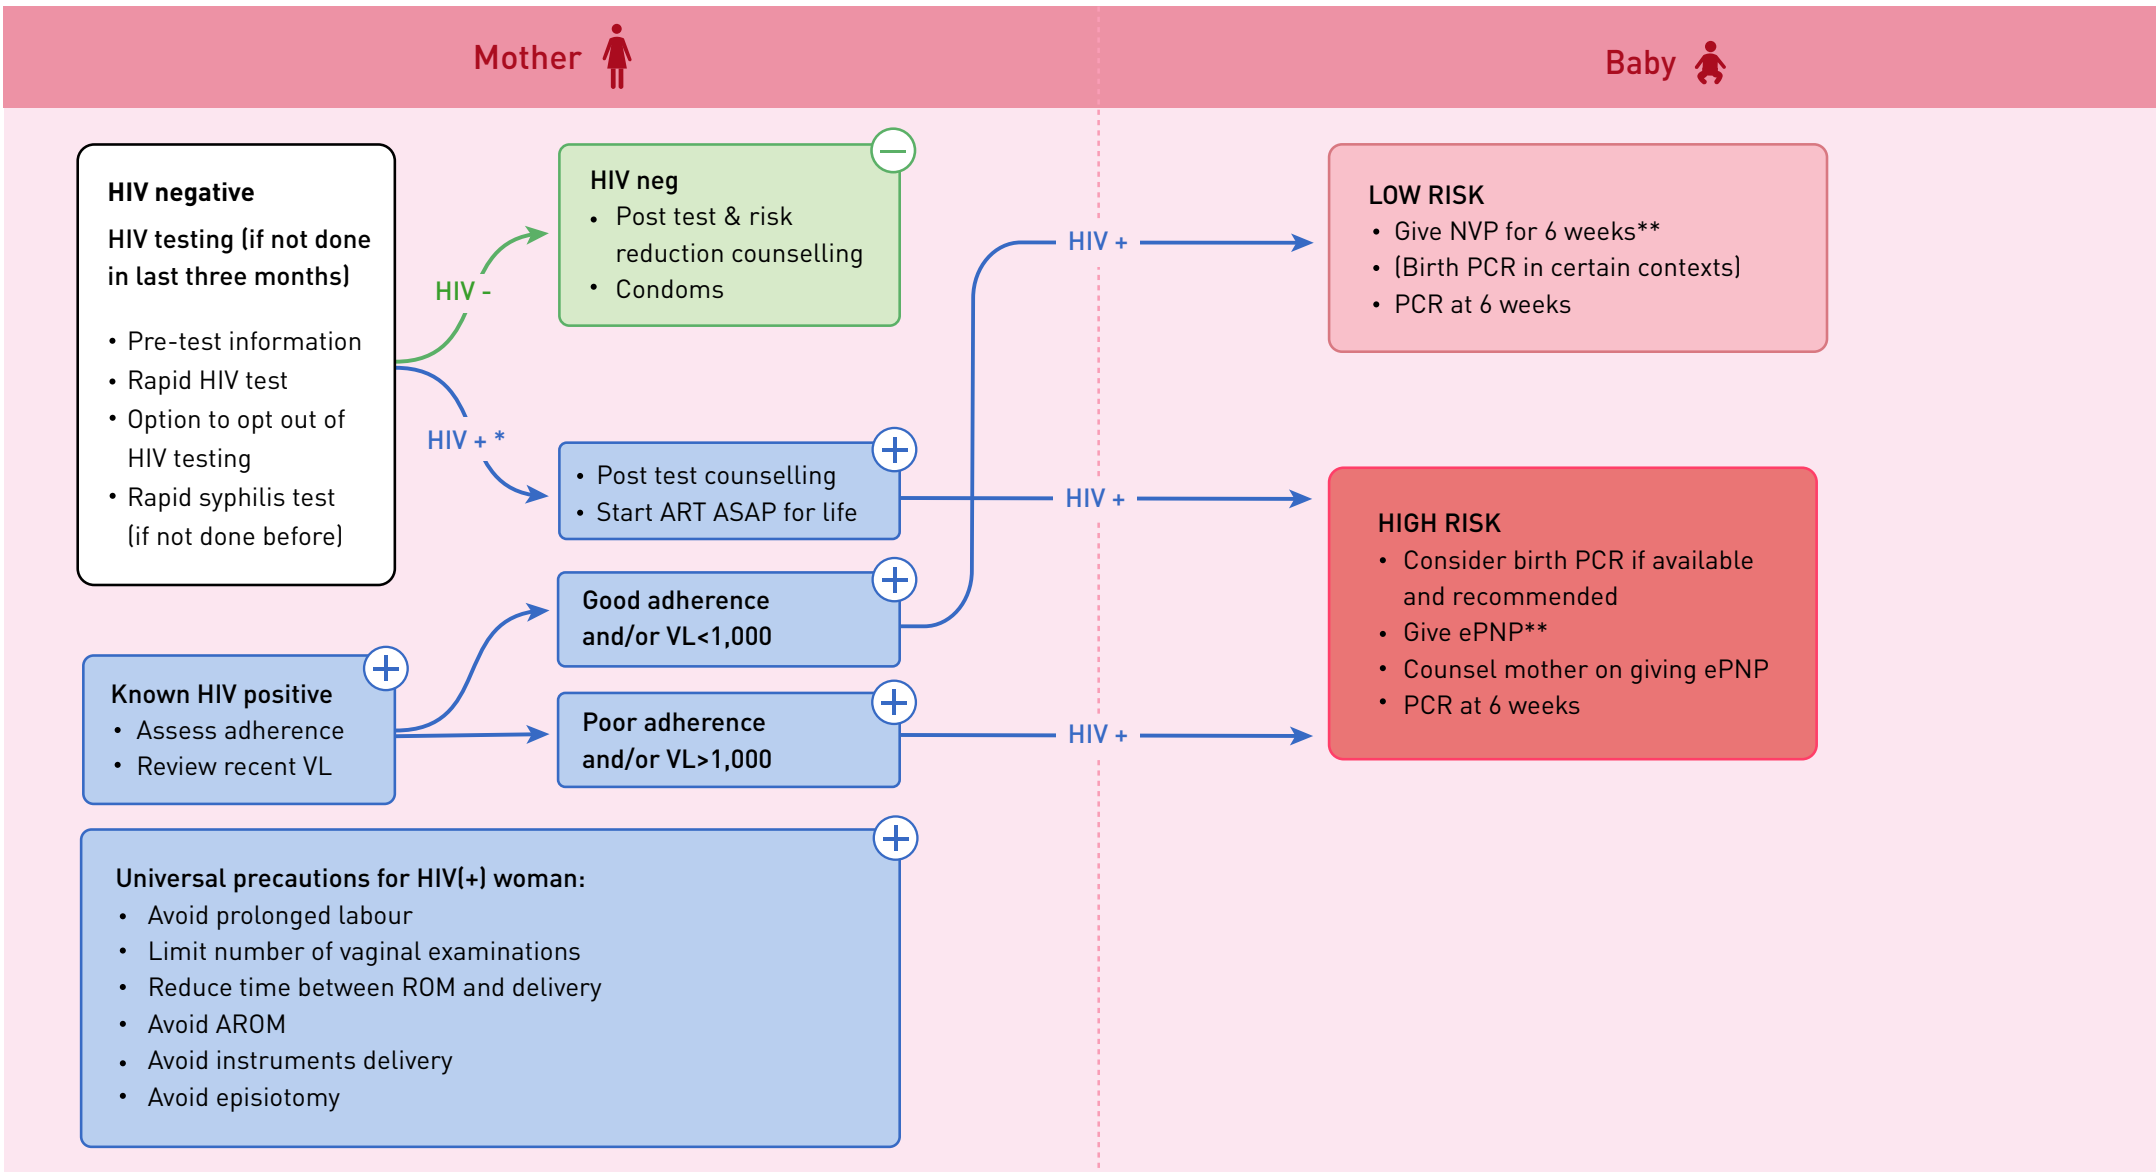 Mother
Baby
HIV negative
HIV testing (if not done
in last three months)
• Pre-test information
• Rapid HIV test
• Option to opt out of
HIV testing
• Rapid syphilis test
(if not done before)
HIV -
HIV + *
HIV neg
• Post test & risk
reduction counselling
• Condoms
• Post test counselling
• Start ART ASAP for life
Known HIV positive
• Assess adherence
• Review recent VL
Good adherence
and/or VL<1,000
Poor adherence
and/or VL>1,000
Universal precautions for HIV(+) woman:
• Avoid prolonged labour
• Limit number of vaginal examinations
• Reduce time between ROM and delivery
• Avoid AROM
• Avoid instruments delivery
• Avoid episiotomy
HIV +
HIV +
HIV +
LOW RISK
• Give NVP for 6 weeks**
• (Birth PCR in certain contexts)
• PCR at 6 weeks
HIGH RISK
• Consider birth PCR if available
and recommended
• Give ePNP**
• Counsel mother on giving ePNP
• PCR at 6 weeks